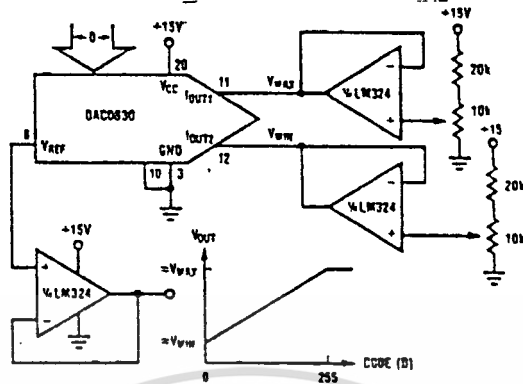 +15V
D
+15V
20
VCC
11
IOUT1
VMAX
-
¼ LM324
+
20k
10k
DAC0830
8
VREF
IOUT2
GND
10
3
12
VMIN
+15
-
¼ LM324
+
20k
10k
+15V
+
¼ LM324
-
VOUT
≈VMAX
≈VMIN
0
255
CODE (D)